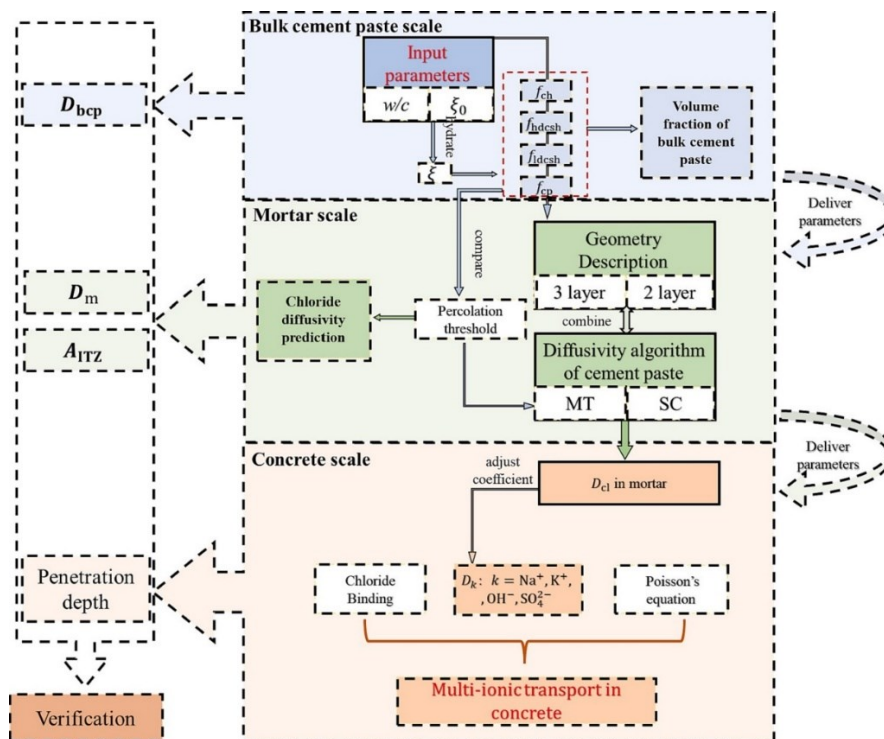 Bulk cement paste scale
Input
parameters
w/c
ξ₀
hydrate
ξ
f_ch
f_hdcsh
f_ldcsh
f_cp
Volume
fraction of
bulk cement
paste
D_bcp
Deliver
parameters
Mortar scale
compare
Geometry
Description
3 layer
2 layer
combine
Diffusivity algorithm
of cement paste
MT
SC
Percolation
threshold
Chloride
diffusivity
prediction
D_m
A_ITZ
Deliver
parameters
Concrete scale
adjust
coefficient
D_cl in mortar
Chloride
Binding
D_k: k = Na⁺, K⁺,
, OH⁻, SO₄²⁻
Poisson's
equation
Multi-ionic transport in
concrete
Penetration
depth
Verification